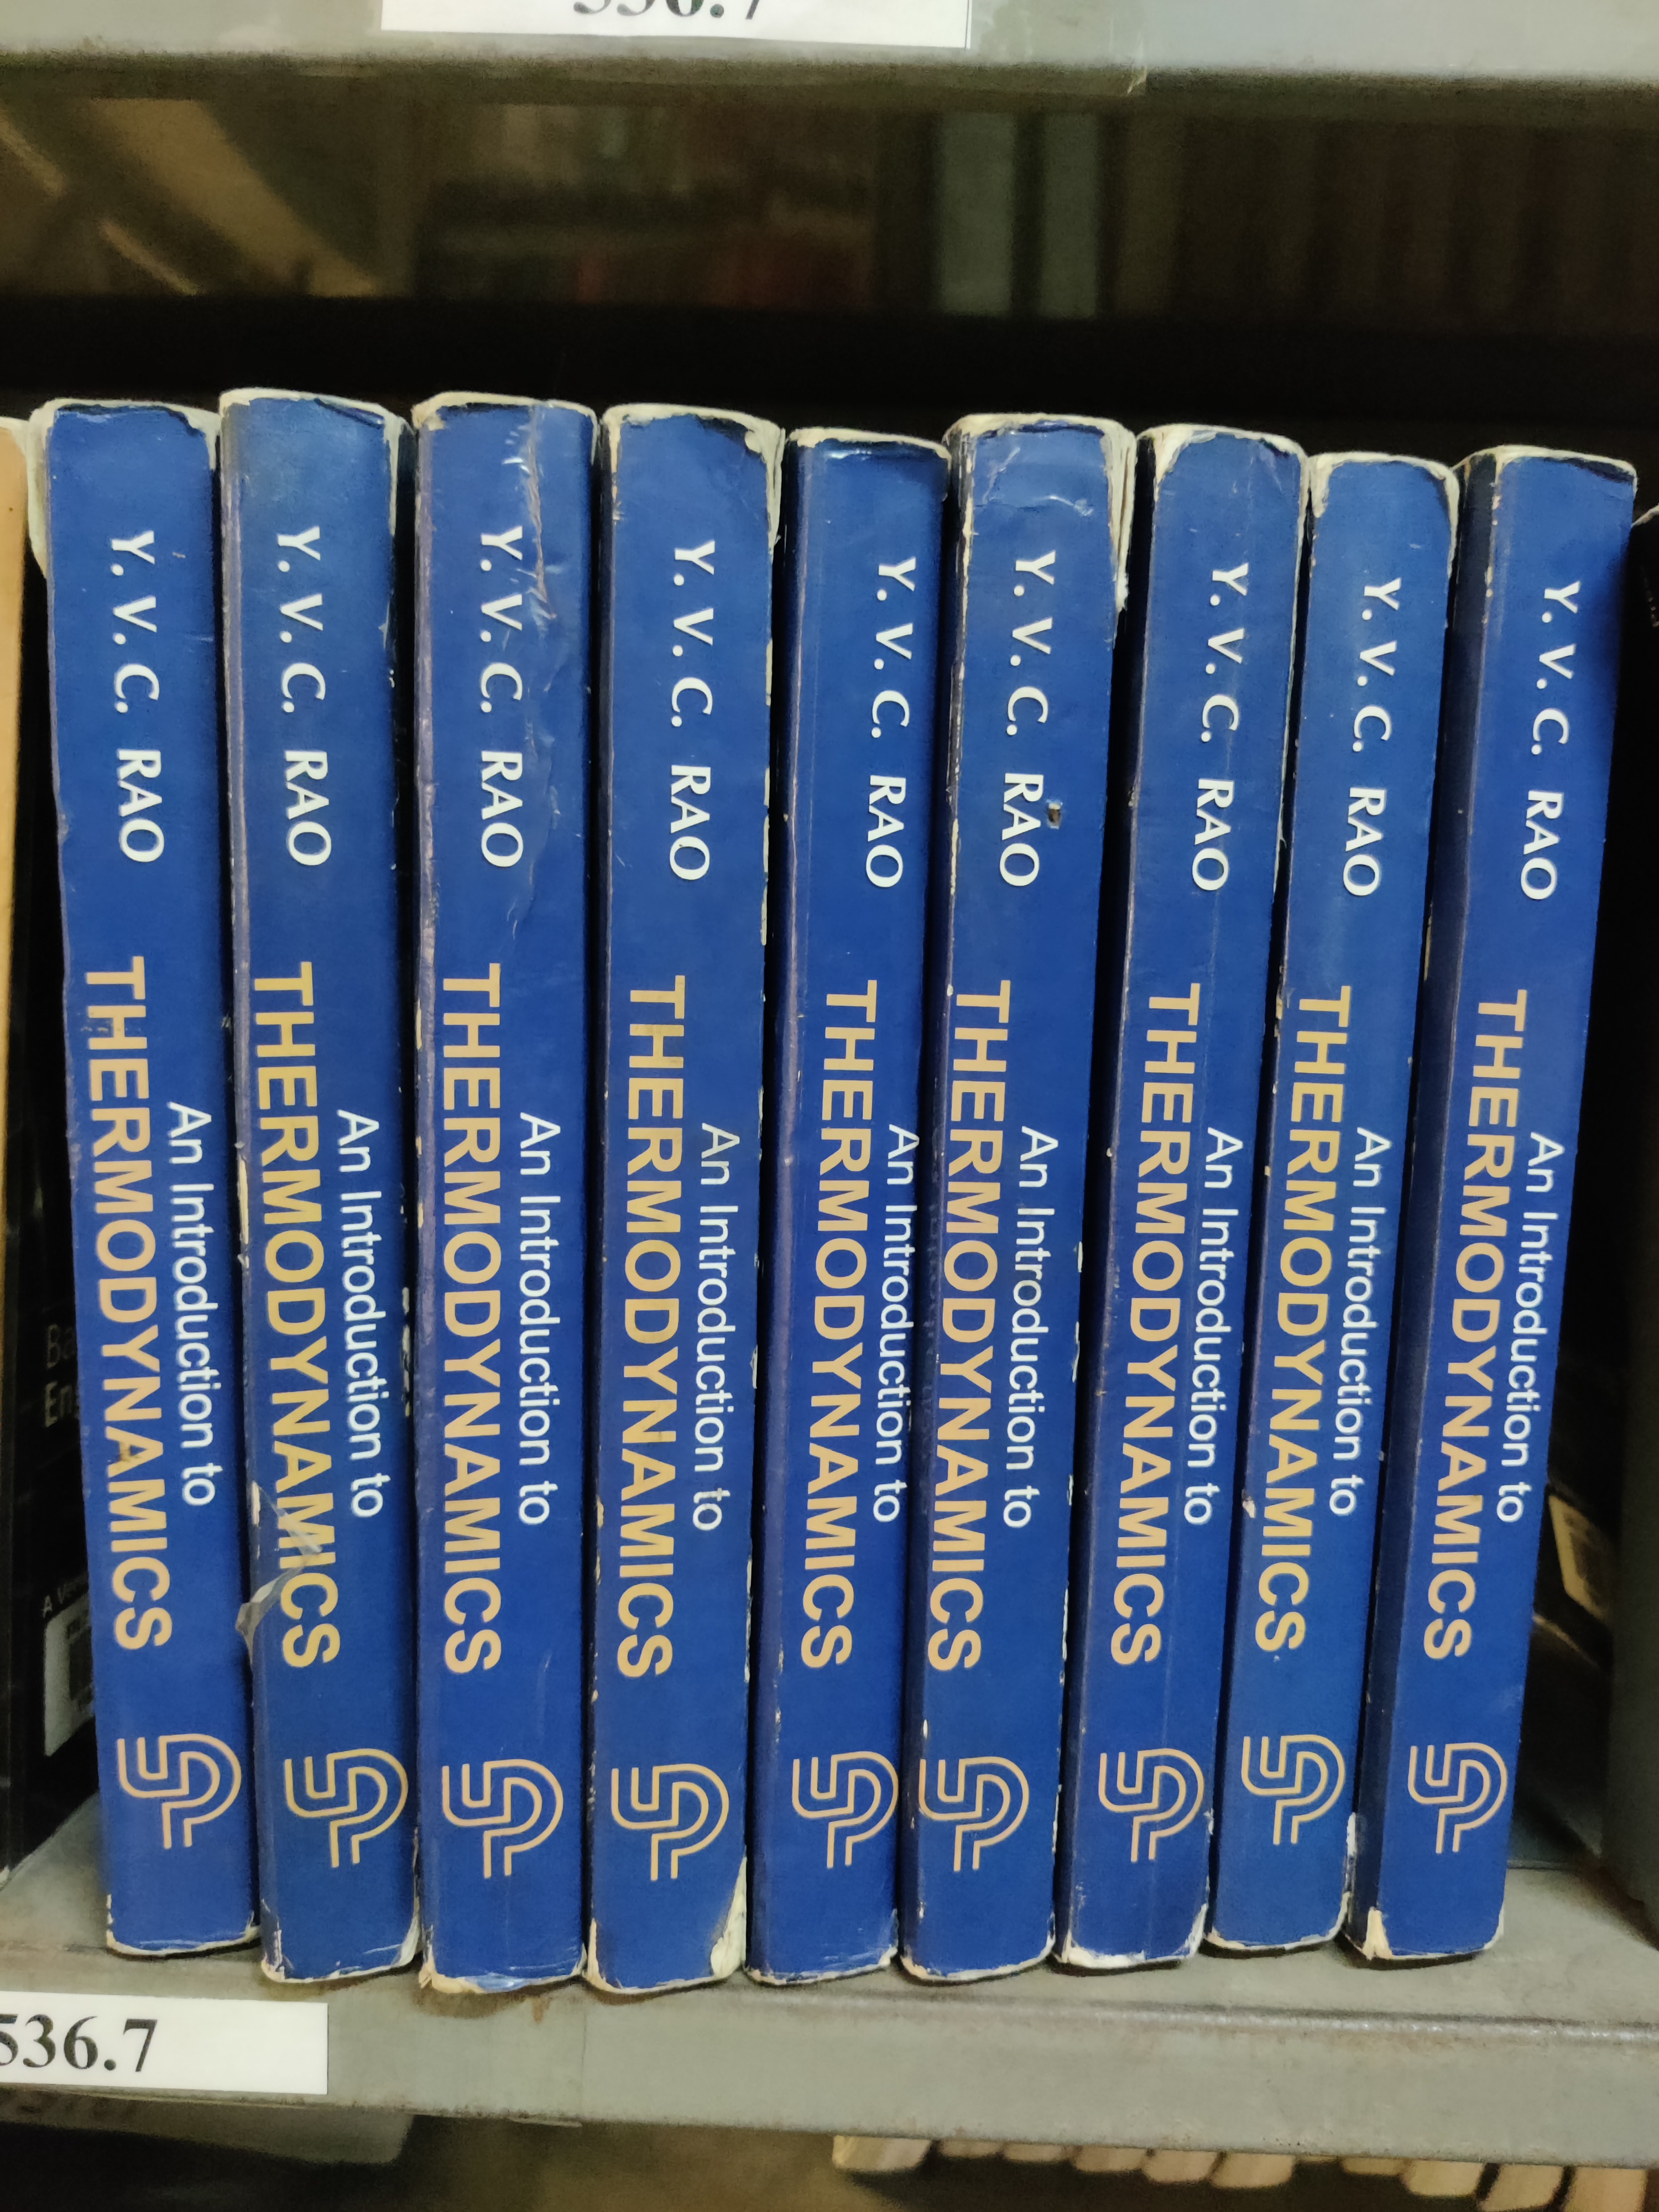 536.7
Y. V. C. RAO
An Introduction to
THERMODYNAMICS
Y. V. C. RAO
An Introduction to
THERMODYNAMICS
Y. V. C. RAO
An Introduction to
THERMODYNAMICS
Y. V. C. RAO
An Introduction to
THERMODYNAMICS
Y. V. C. RAO
An Introduction to
THERMODYNAMICS
Y. V. C. RAO
An Introduction to
THERMODYNAMICS
Y. V. C. RAO
An Introduction to
THERMODYNAMICS
Y. V. C. RAO
An Introduction to
THERMODYNAMICS
Y. V. C. RAO
An Introduction to
THERMODYNAMICS
536.7